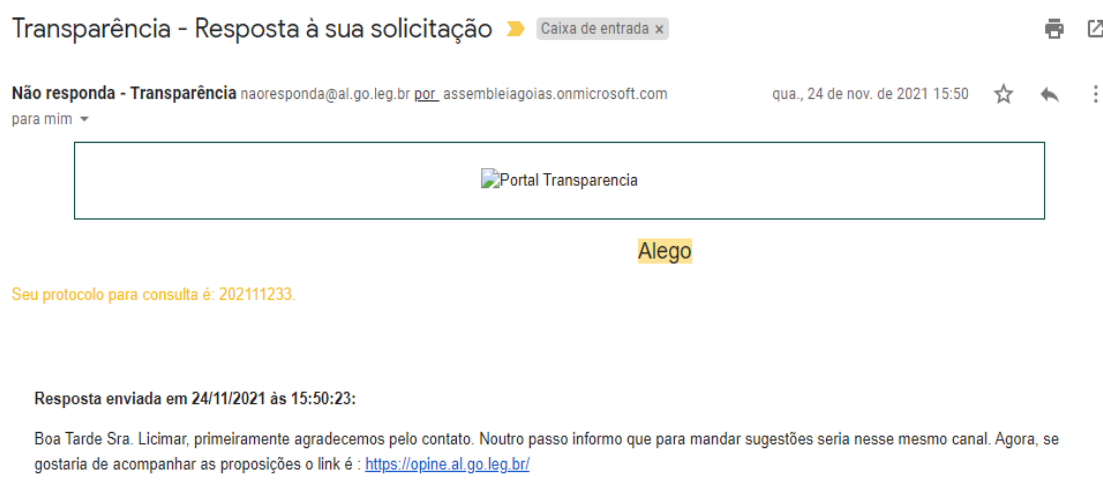 Transparência - Resposta à sua solicitação Caixa de entrada x
Não responda - Transparência naoresponda@al.go.leg.br por assembleiagoias.onmicrosoft.com qua., 24 de nov. de 2021 15:50
para mim
Portal Transparencia
Alego
Seu protocolo para consulta é: 202111233.
Resposta enviada em 24/11/2021 às 15:50:23:
Boa Tarde Sra. Licimar, primeiramente agradecemos pelo contato. Noutro passo informo que para mandar sugestões seria nesse mesmo canal. Agora, se
gostaria de acompanhar as proposições o link é : https://opine.al.go.leg.br/